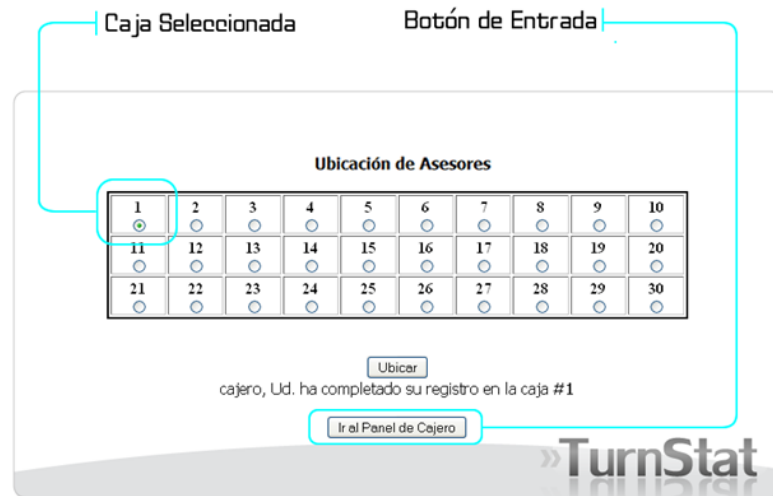 Caja Seleccionada
Botón de Entrada
Ubicación de Asesores
1 2 3 4 5 6 7 8 9 10
11 12 13 14 15 16 17 18 19 20
21 22 23 24 25 26 27 28 29 30
Ubicar
cajero, Ud. ha completado su registro en la caja #1
Ir al Panel de Cajero
»TurnStat